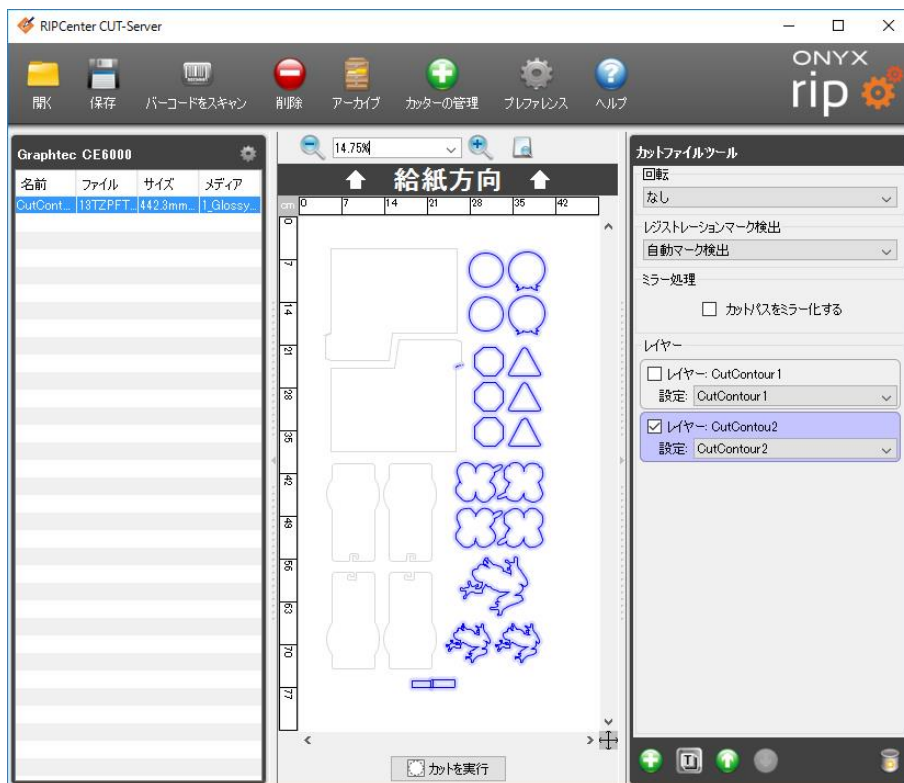 RIPCenter CUT-Server
開く 保存 バーコードをスキャン 削除 アーカイブ カッターの管理 プレファレンス ヘルプ
ONYX
rip
Graphtec CE6000
名前 ファイル サイズ メディア
CutCont... 13TZPFT... 442.3mm... 1_Glossy...
14.75%
給紙方向
cm 0 7 14 21 28 35 42
0
7
14
21
28
35
42
49
56
63
70
77
カットを実行
カットファイルツール
回転
なし
レジストレーションマーク検出
自動マーク検出
ミラー処理
カットパスをミラー化する
レイヤー
レイヤー: CutContour1
設定: CutContour1
レイヤー: CutContou2
設定: CutContour2